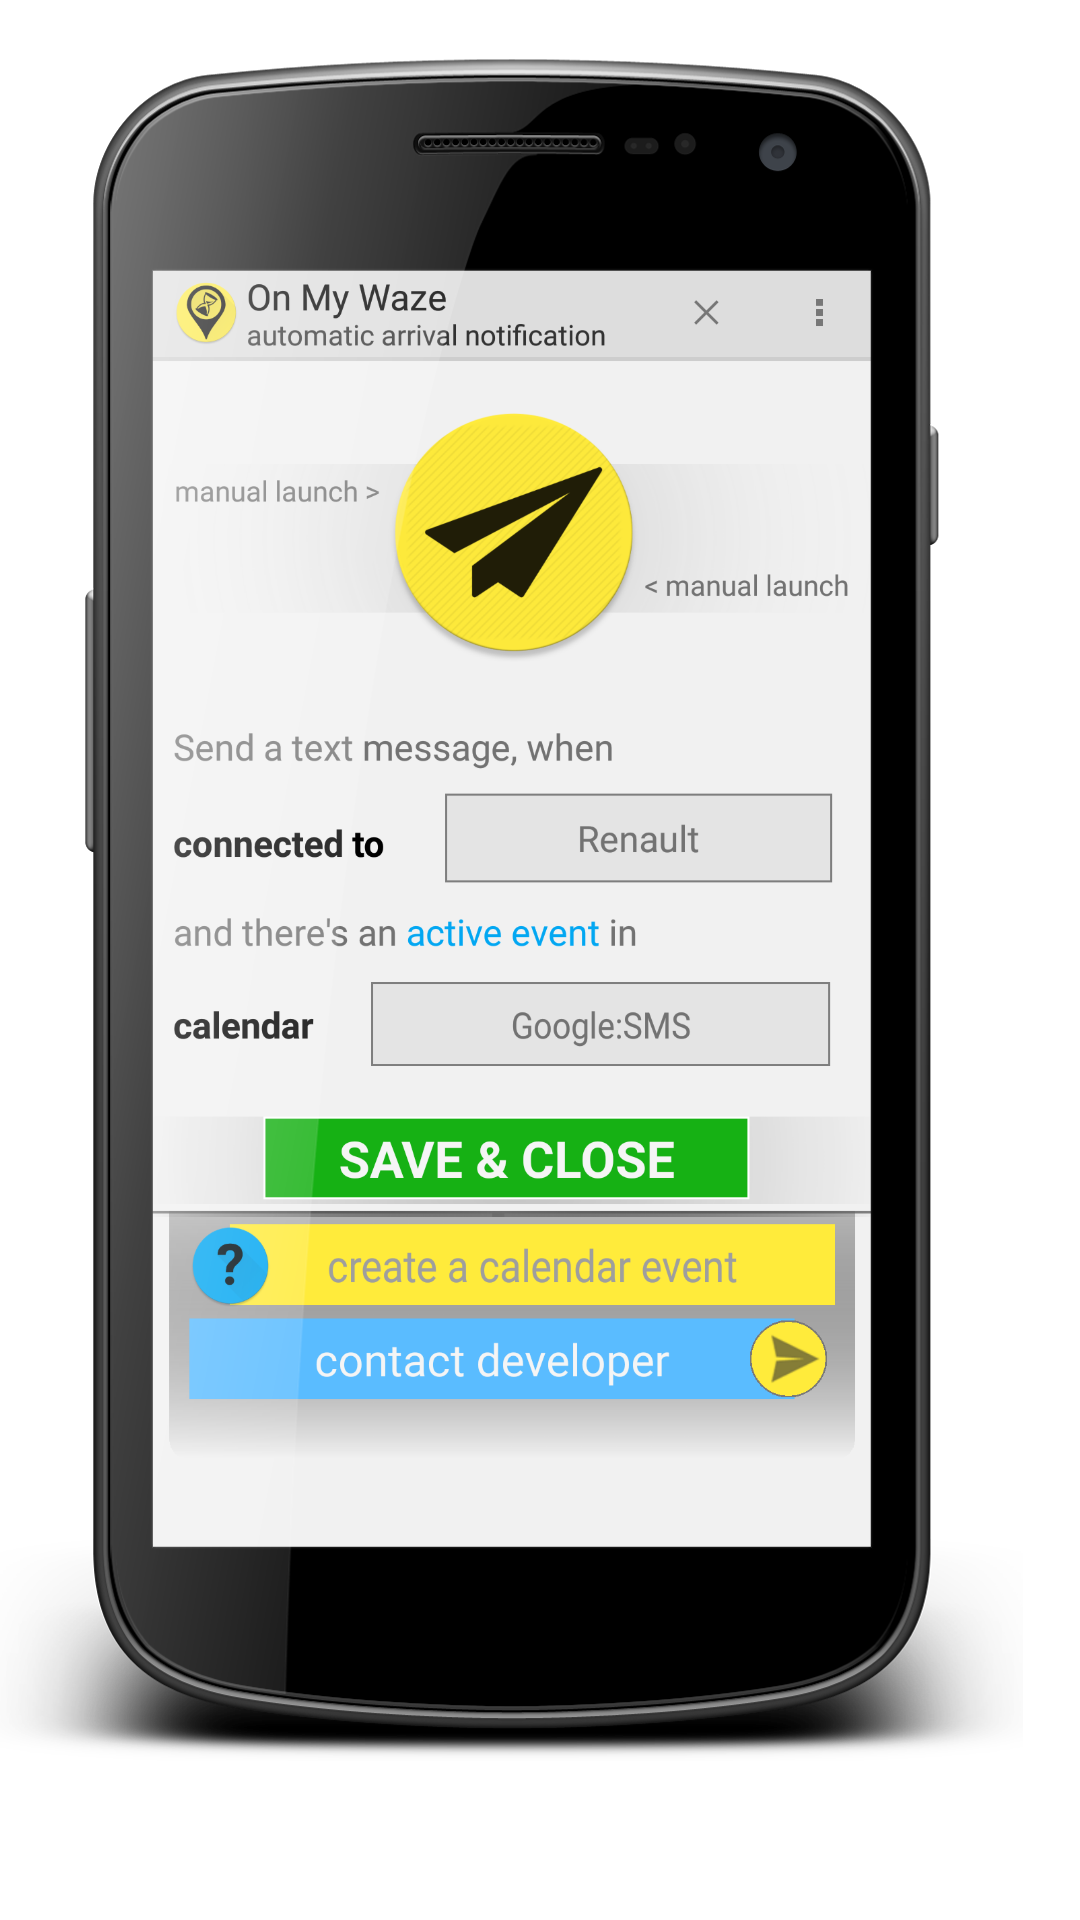 On My Waze
automatic arrival notification
manual launch >
< manual launch
Send a text message, when
connected to
Renault
and there's an active event in
calendar
Google:SMS
SAVE & CLOSE
? create a calendar event
contact developer